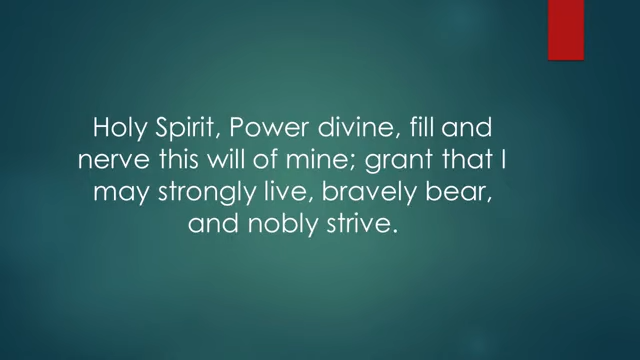 Holy Spirit, Power divine, fill and
nerve this will of mine; grant that I
may strongly live, bravely bear,
and nobly strive.